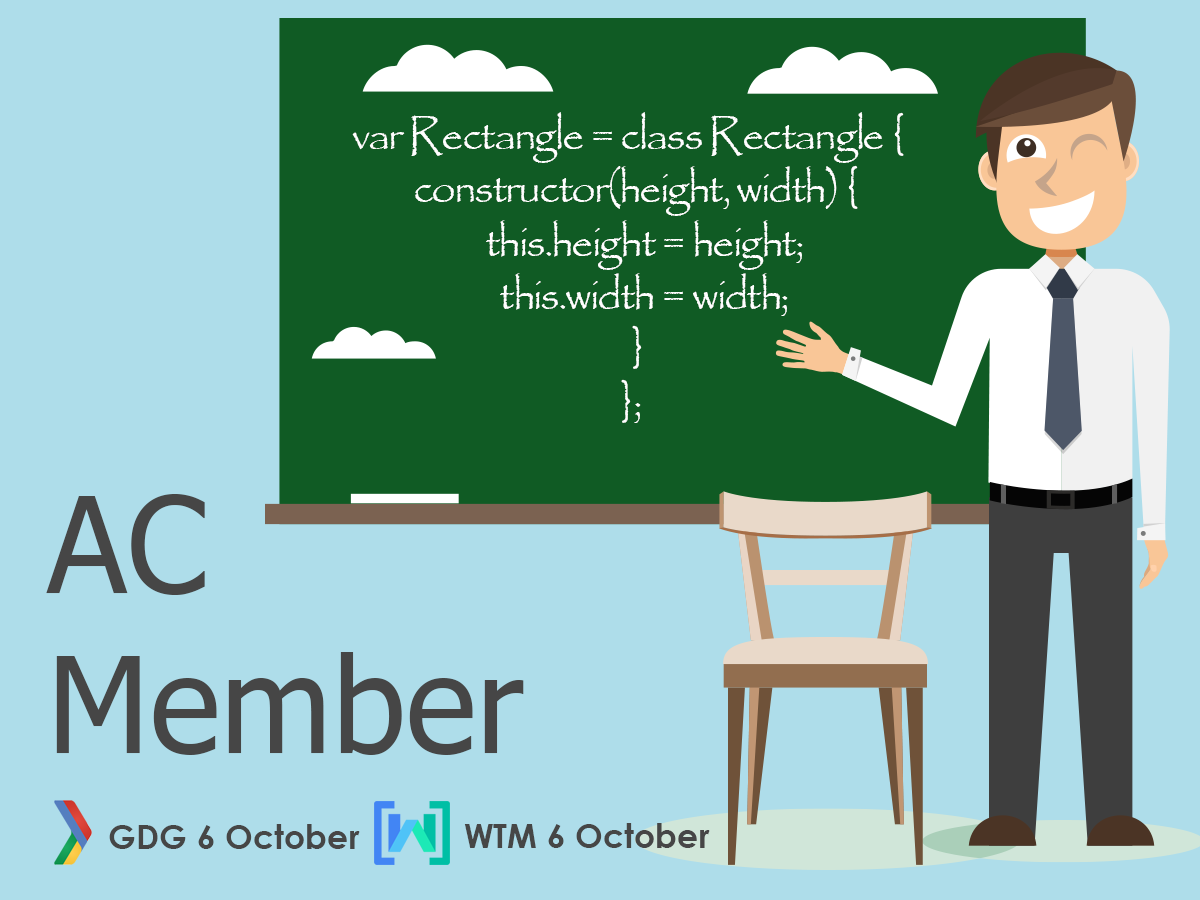 var Rectangle = class Rectangle {
constructor(height, width) {
this.height = height;
this.width = width;
}
};
AC
Member
GDG 6 October
WTM 6 October